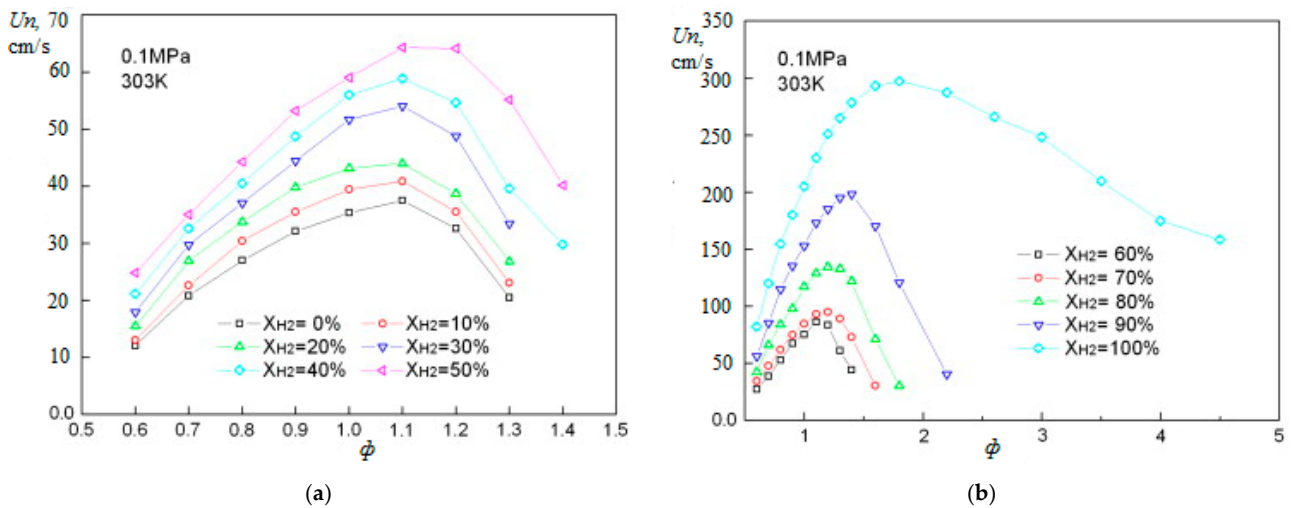 Un,
cm/s
70
60
50
40
30
20
10
0.0
0.1MPa
303K
XH2= 0% XH2=10%
XH2=20% XH2=30%
XH2=40% XH2=50%
0.5 0.6 0.7 0.8 0.9 1.0 1.1 1.2 1.3 1.4 1.5
ϕ
(a)
Un,
cm/s
350
300
250
200
150
100
50
0.0
0.1MPa
303K
XH2= 60%
XH2= 70%
XH2= 80%
XH2= 90%
XH2=100%
1 2 3 4 5
ϕ
(b)